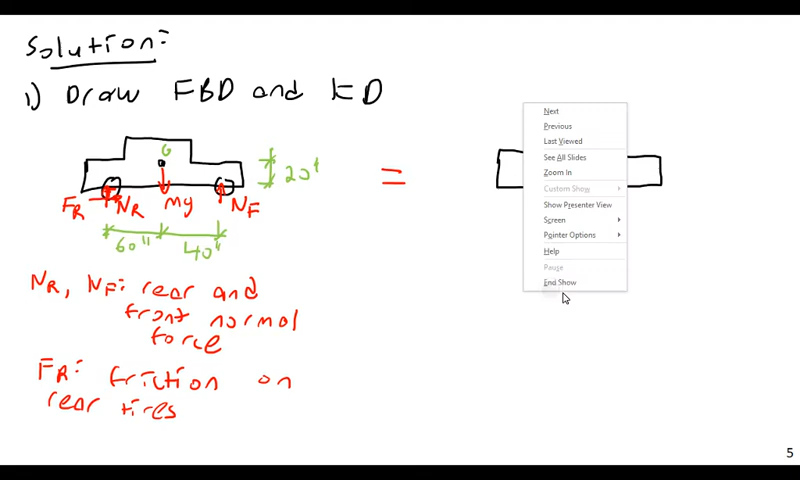 Solution:
1) Draw FBD and KD
G
20"
FR NR mg NF
60" 40"
=
NR, NF: rear and
front normal
force
FR: friction on
rear tires
Next
Previous
Last Viewed
See All Slides
Zoom In
Custom Show
Show Presenter View
Screen
Pointer Options
Help
Pause
End Show
5